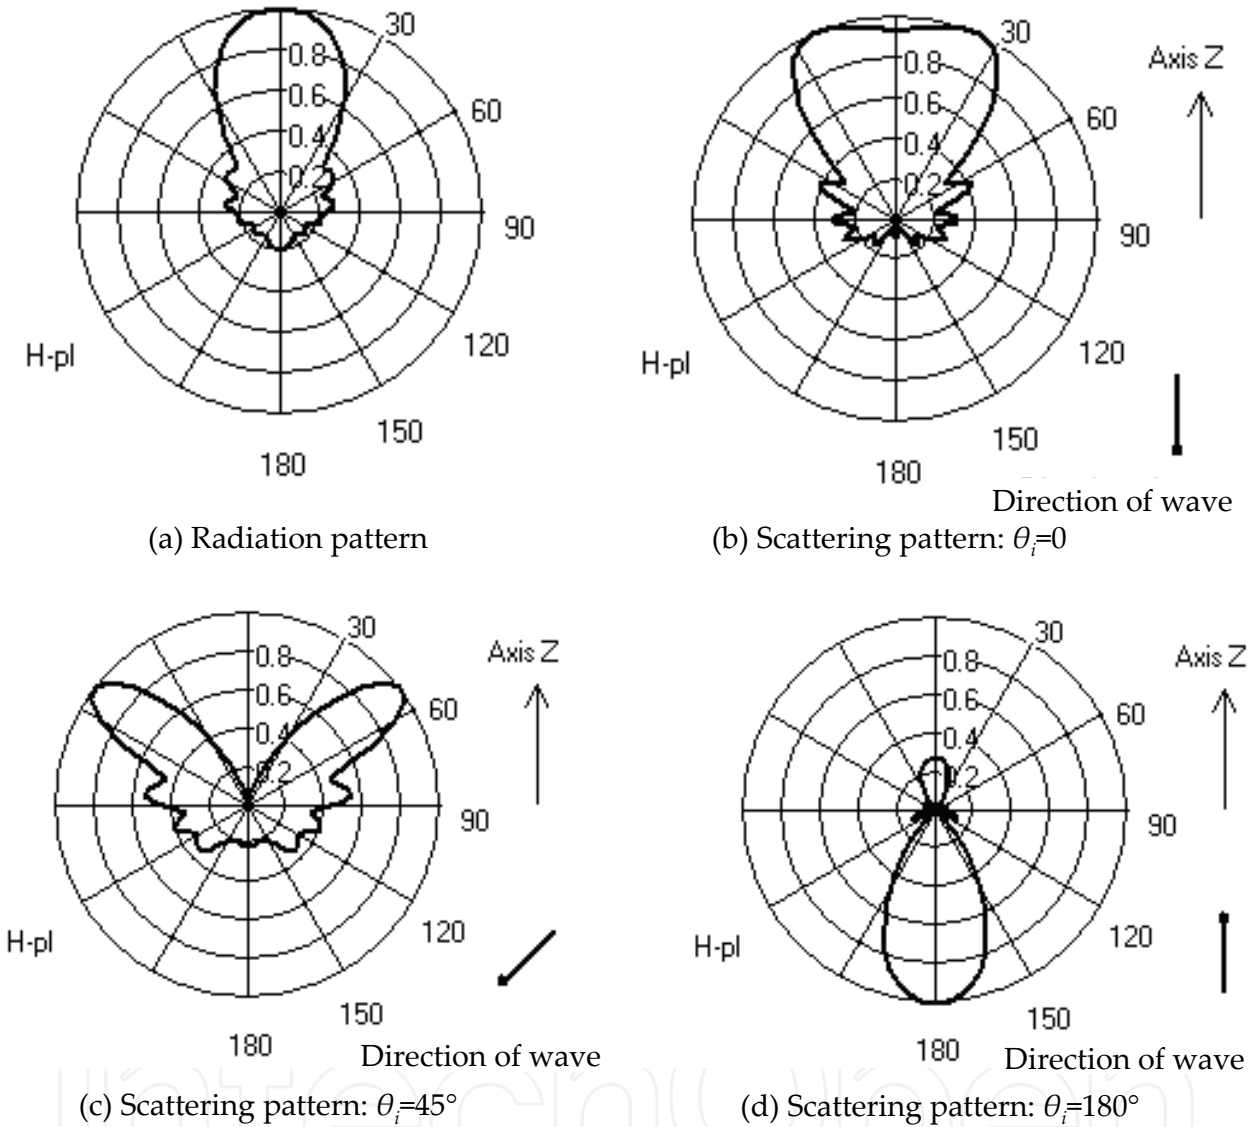 30
0.8
0.6
60
0.4
0.2
90
120
H-pl
150
180
(a) Radiation pattern
30
Axis Z
0.8
0.6
60
0.4
0.2
90
120
H-pl
150
180
Direction of wave
(b) Scattering pattern: θi=0
30
Axis Z
0.8
0.6
60
0.4
0.2
90
120
H-pl
150
180
Direction of wave
(c) Scattering pattern: θi=45°
30
Axis Z
0.8
0.6
60
0.4
0.2
90
120
H-pl
150
180
Direction of wave
(d) Scattering pattern: θi=180°
IntechOpen